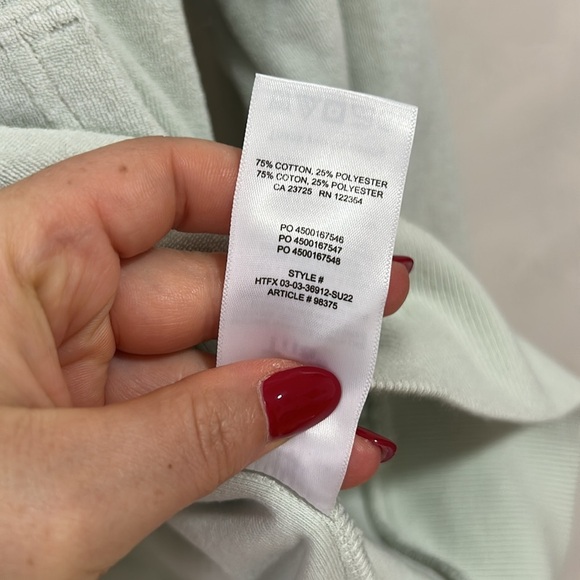 75% COTTON, 25% POLYESTER
75% COTON, 25% POLYESTER
CA 23725 RN 122354
PO 4500167546
PO 4500167547
PO 4500167548
STYLE #
HTFX 03-03-36912-SU22
ARTICLE # 98375